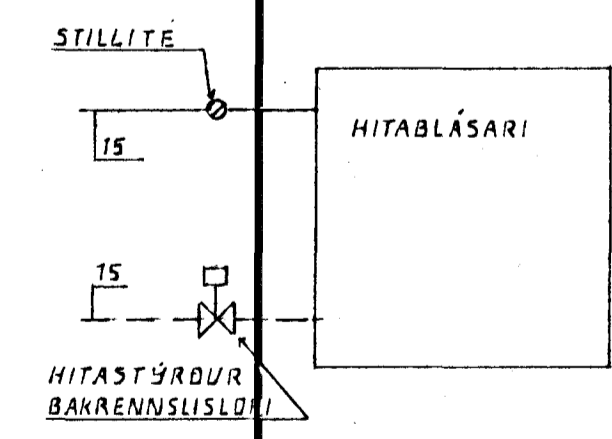 STILLITÉ
HITABLÁSARI
15
15
HITASTÝRÐUR
BAKRENNSLISLOKI